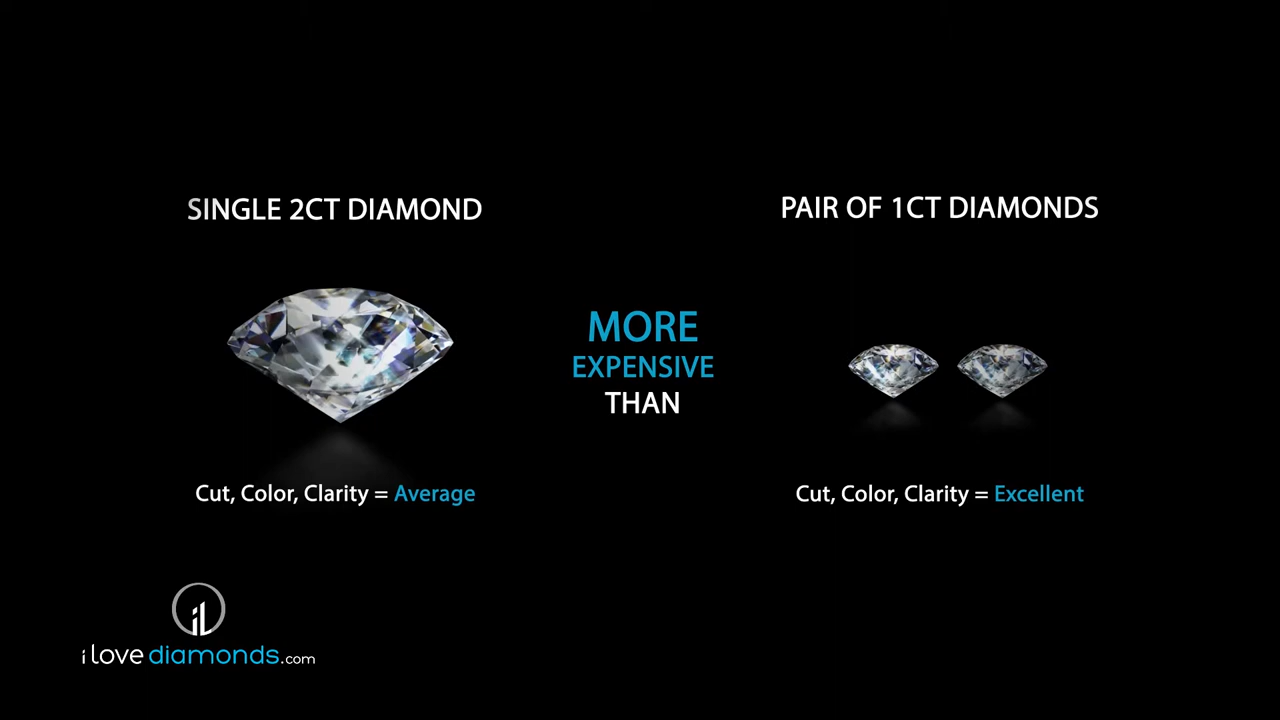 SINGLE 2CT DIAMOND
PAIR OF 1CT DIAMONDS
MORE
EXPENSIVE
THAN
Cut, Color, Clarity = Average
Cut, Color, Clarity = Excellent
iL
i love diamonds.com